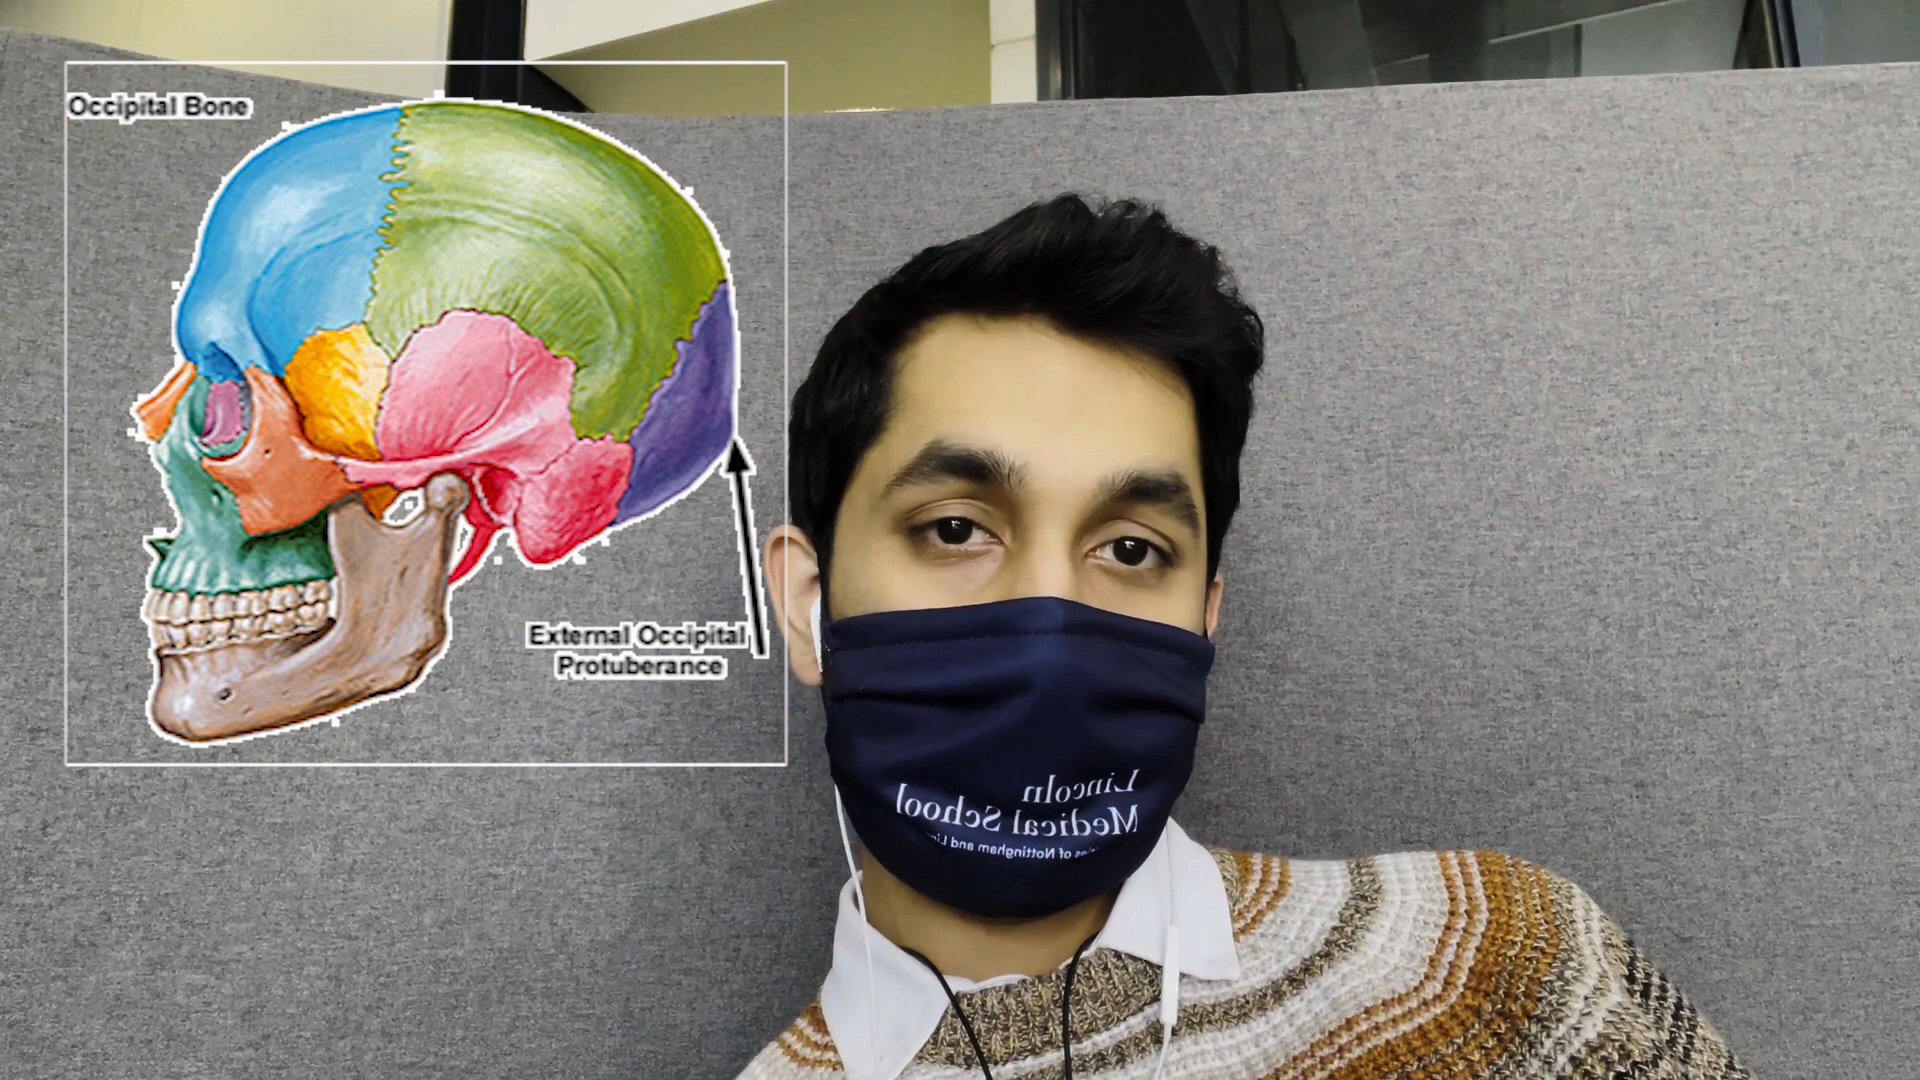 Occipital Bone
External Occipital
Protuberance
Lincoln
Medical School
of Nottingham and